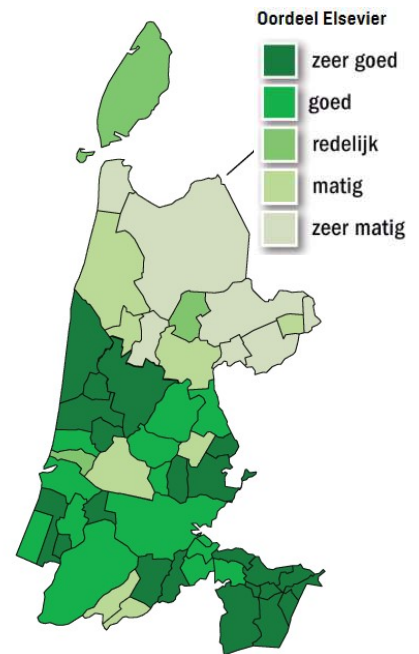 Oordeel Elsevier
zeer goed
goed
redelijk
matig
zeer matig